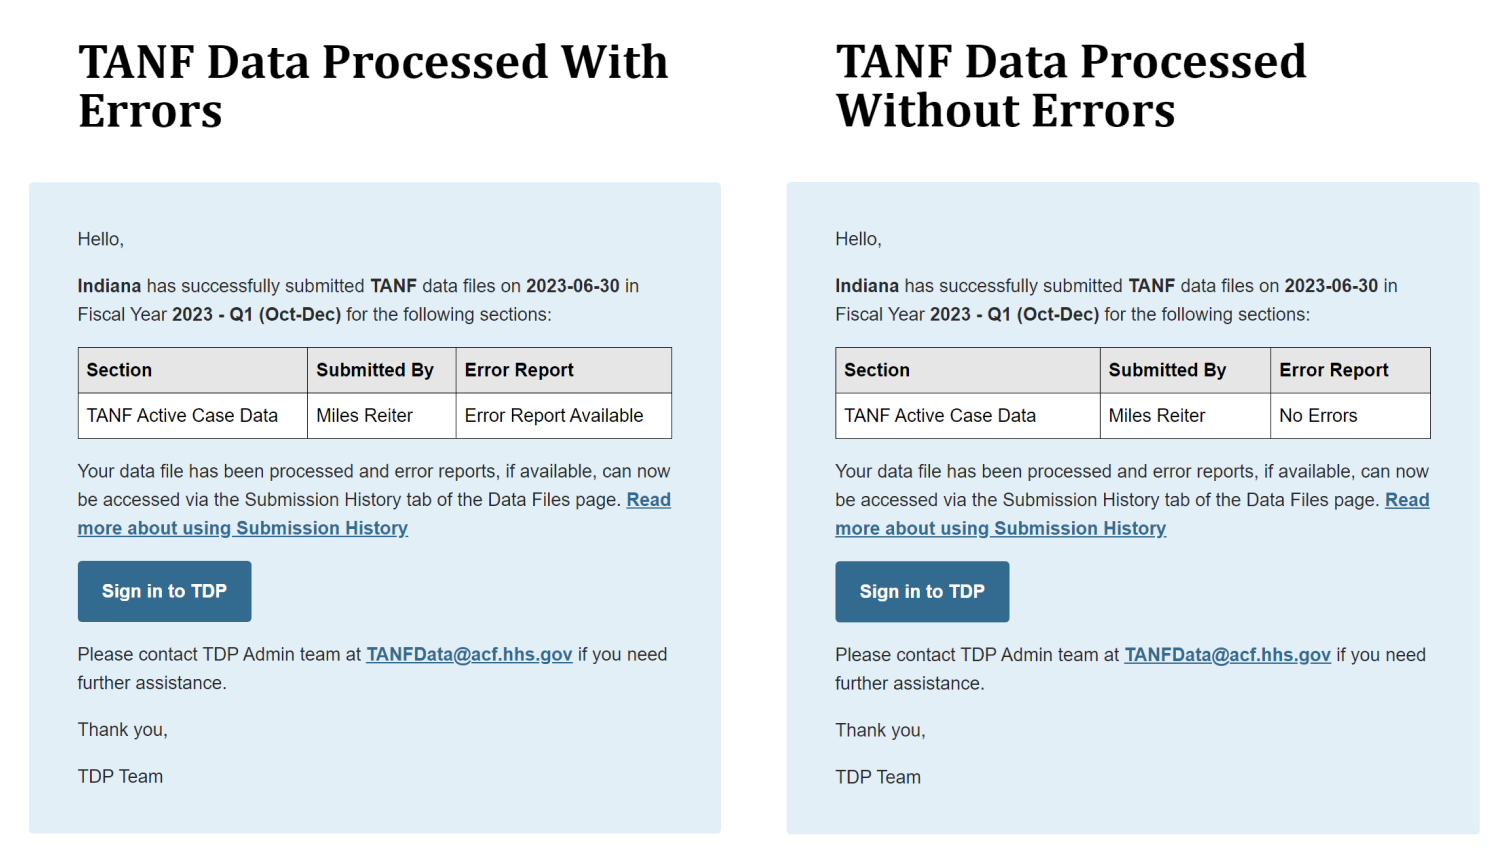 TANF Data Processed With
Errors
Hello,
Indiana has successfully submitted TANF data files on 2023-06-30 in
Fiscal Year 2023 - Q1 (Oct-Dec) for the following sections:
Section Submitted By Error Report
TANF Active Case Data Miles Reiter Error Report Available
Your data file has been processed and error reports, if available, can now
be accessed via the Submission History tab of the Data Files page. Read
more about using Submission History
Sign in to TDP
Please contact TDP Admin team at TANFData@acf.hhs.gov if you need
further assistance.
Thank you,
TDP Team
TANF Data Processed
Without Errors
Hello,
Indiana has successfully submitted TANF data files on 2023-06-30 in
Fiscal Year 2023 - Q1 (Oct-Dec) for the following sections:
Section Submitted By Error Report
TANF Active Case Data Miles Reiter No Errors
Your data file has been processed and error reports, if available, can now
be accessed via the Submission History tab of the Data Files page. Read
more about using Submission History
Sign in to TDP
Please contact TDP Admin team at TANFData@acf.hhs.gov if you need
further assistance.
Thank you,
TDP Team